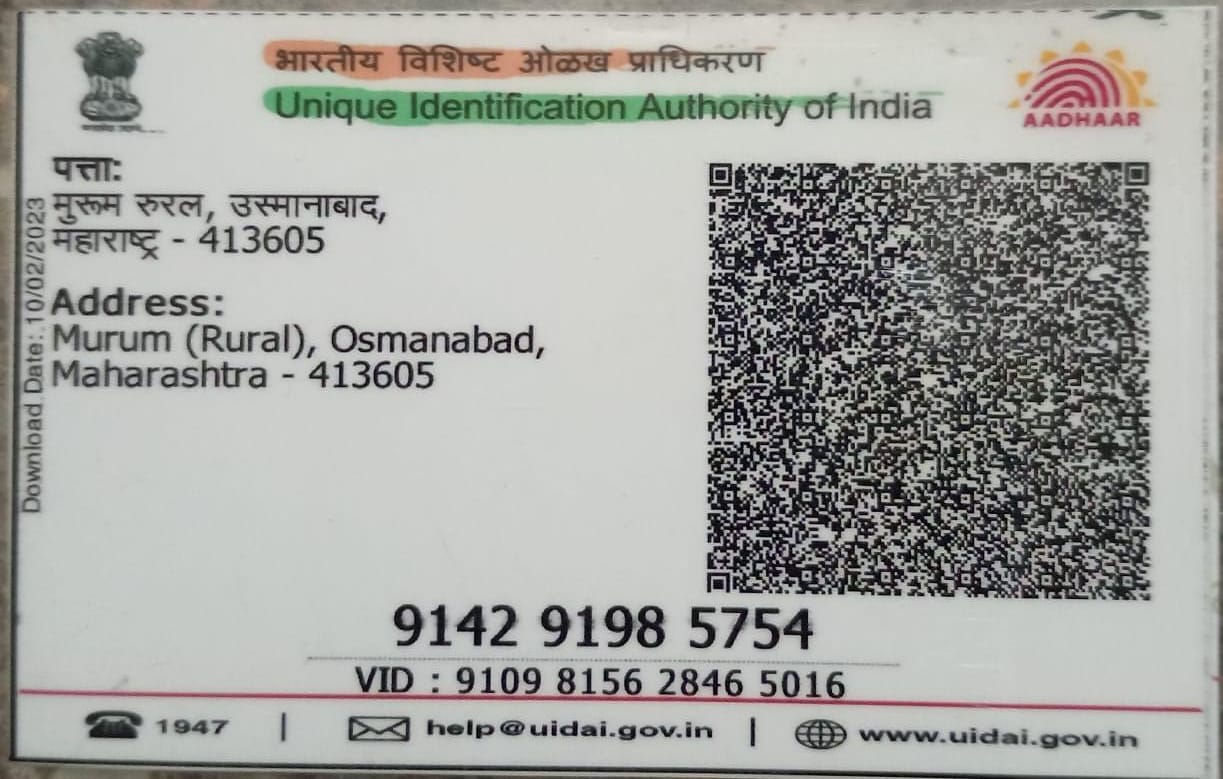 भारतीय विशिष्ट ओळख प्राधिकरण
Unique Identification Authority of India
AADHAAR
पत्ता:
मुरूम रुरल, उस्मानाबाद,
महाराष्ट्र - 413605
Address:
Murum (Rural), Osmanabad,
Maharashtra - 413605
Download Date: 10/02/2023
9142 9198 5754
VID : 9109 8156 2846 5016
1947 | help@uidai.gov.in | www.uidai.gov.in